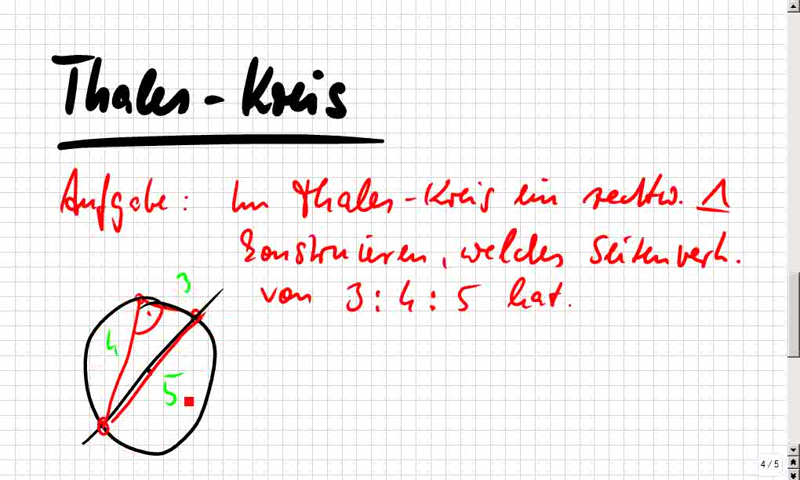 Thales-Kreis
Aufgabe: Im Thales-Kreis ein rechtw. △
konstruieren, welches Seitenverh.
von 3:4:5 hat.
3
4
5
4/5